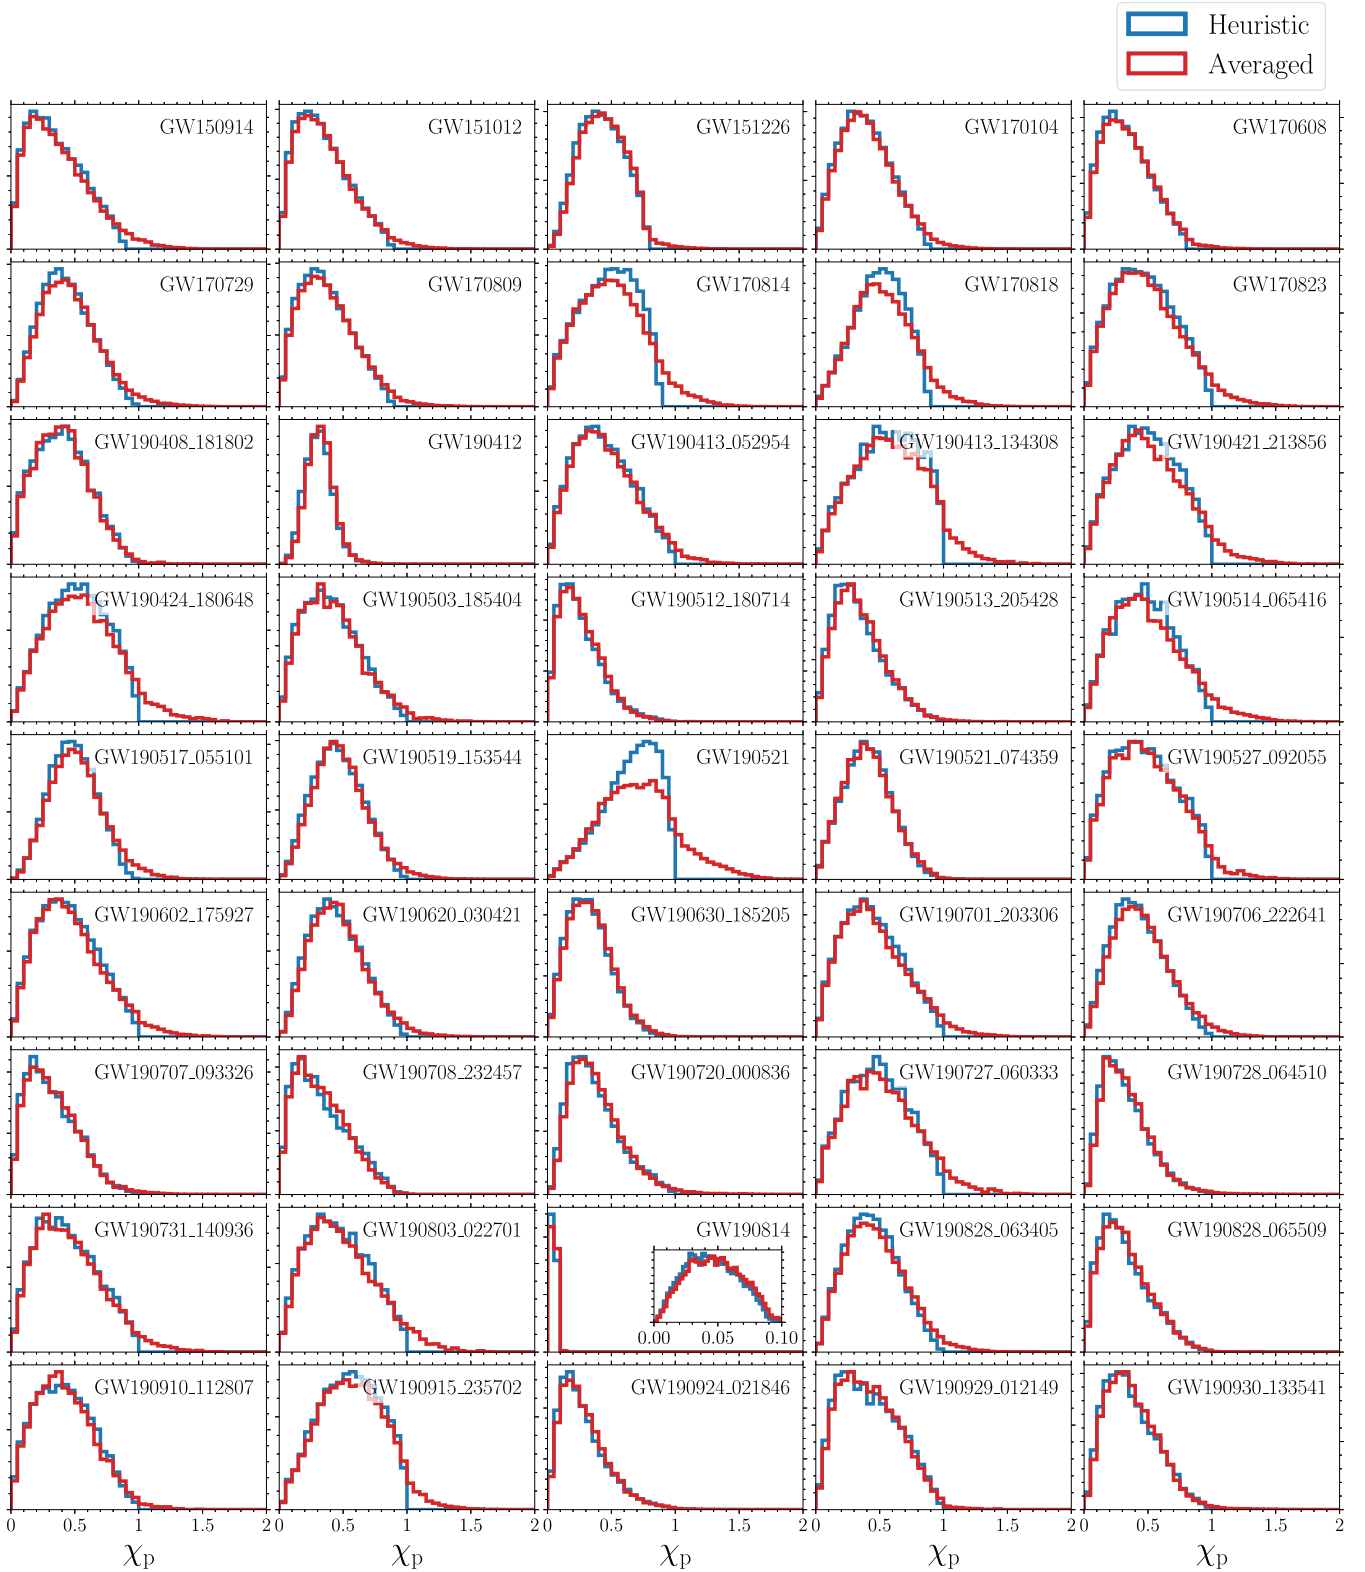 Heuristic
Averaged
GW150914 GW151012 GW151226 GW170104 GW170608
GW170729 GW170809 GW170814 GW170818 GW170823
GW190408_181802 GW190412 GW190413_052954 GW190413_134308 GW190421_213856
GW190424_180648 GW190503_185404 GW190512_180714 GW190513_205428 GW190514_065416
GW190517_055101 GW190519_153544 GW190521 GW190521_074359 GW190527_092055
GW190602_175927 GW190620_030421 GW190630_185205 GW190701_203306 GW190706_222641
GW190707_093326 GW190708_232457 GW190720_000836 GW190727_060333 GW190728_064510
GW190731_140936 GW190803_022701 GW190814 GW190828_063405 GW190828_065509
0.00 0.05 0.10
GW190910_112807 GW190915_235702 GW190924_021846 GW190929_012149 GW190930_133541
0 0.5 1 1.5 2 0 0.5 1 1.5 2 0 0.5 1 1.5 2 0 0.5 1 1.5 2 0 0.5 1 1.5 2
χp χp χp χp χp